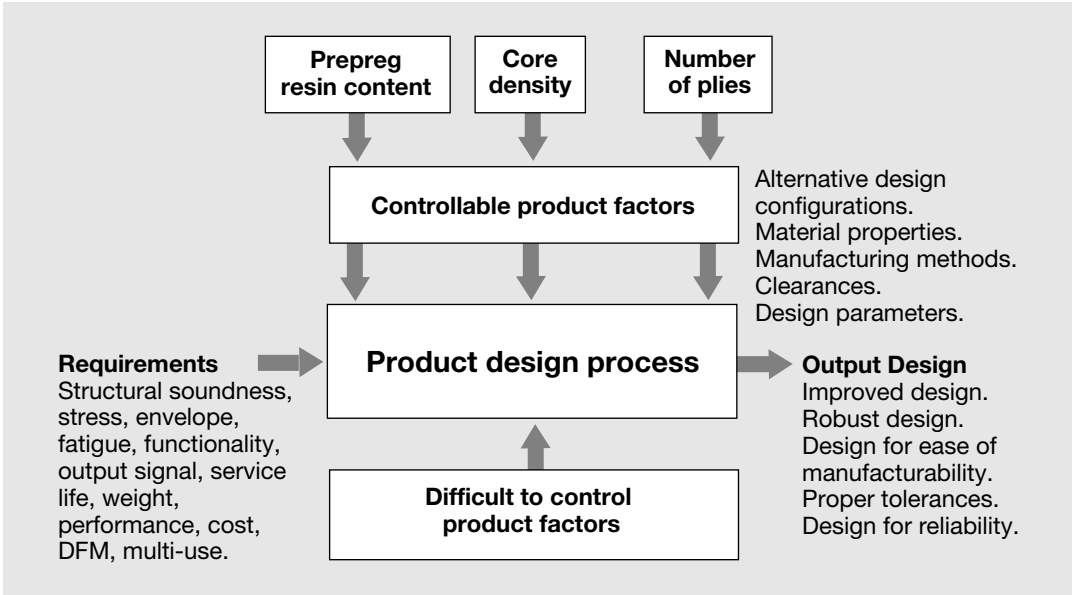 Prepreg
resin content
Core
density
Number
of plies
Controllable product factors
Alternative design
configurations.
Material properties.
Manufacturing methods.
Clearances.
Design parameters.
Product design process
Requirements
Structural soundness,
stress, envelope,
fatigue, functionality,
output signal, service
life, weight,
performance, cost,
DFM, multi-use.
Output Design
Improved design.
Robust design.
Design for ease of
manufacturability.
Proper tolerances.
Design for reliability.
Difficult to control
product factors